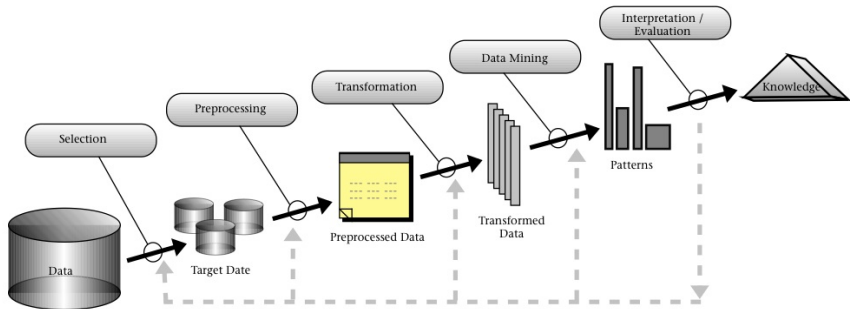 Interpretation /
Evaluation
Data Mining
Transformation
Preprocessing
Selection
Knowledge
Patterns
Transformed
Data
Preprocessed Data
Target Date
Data